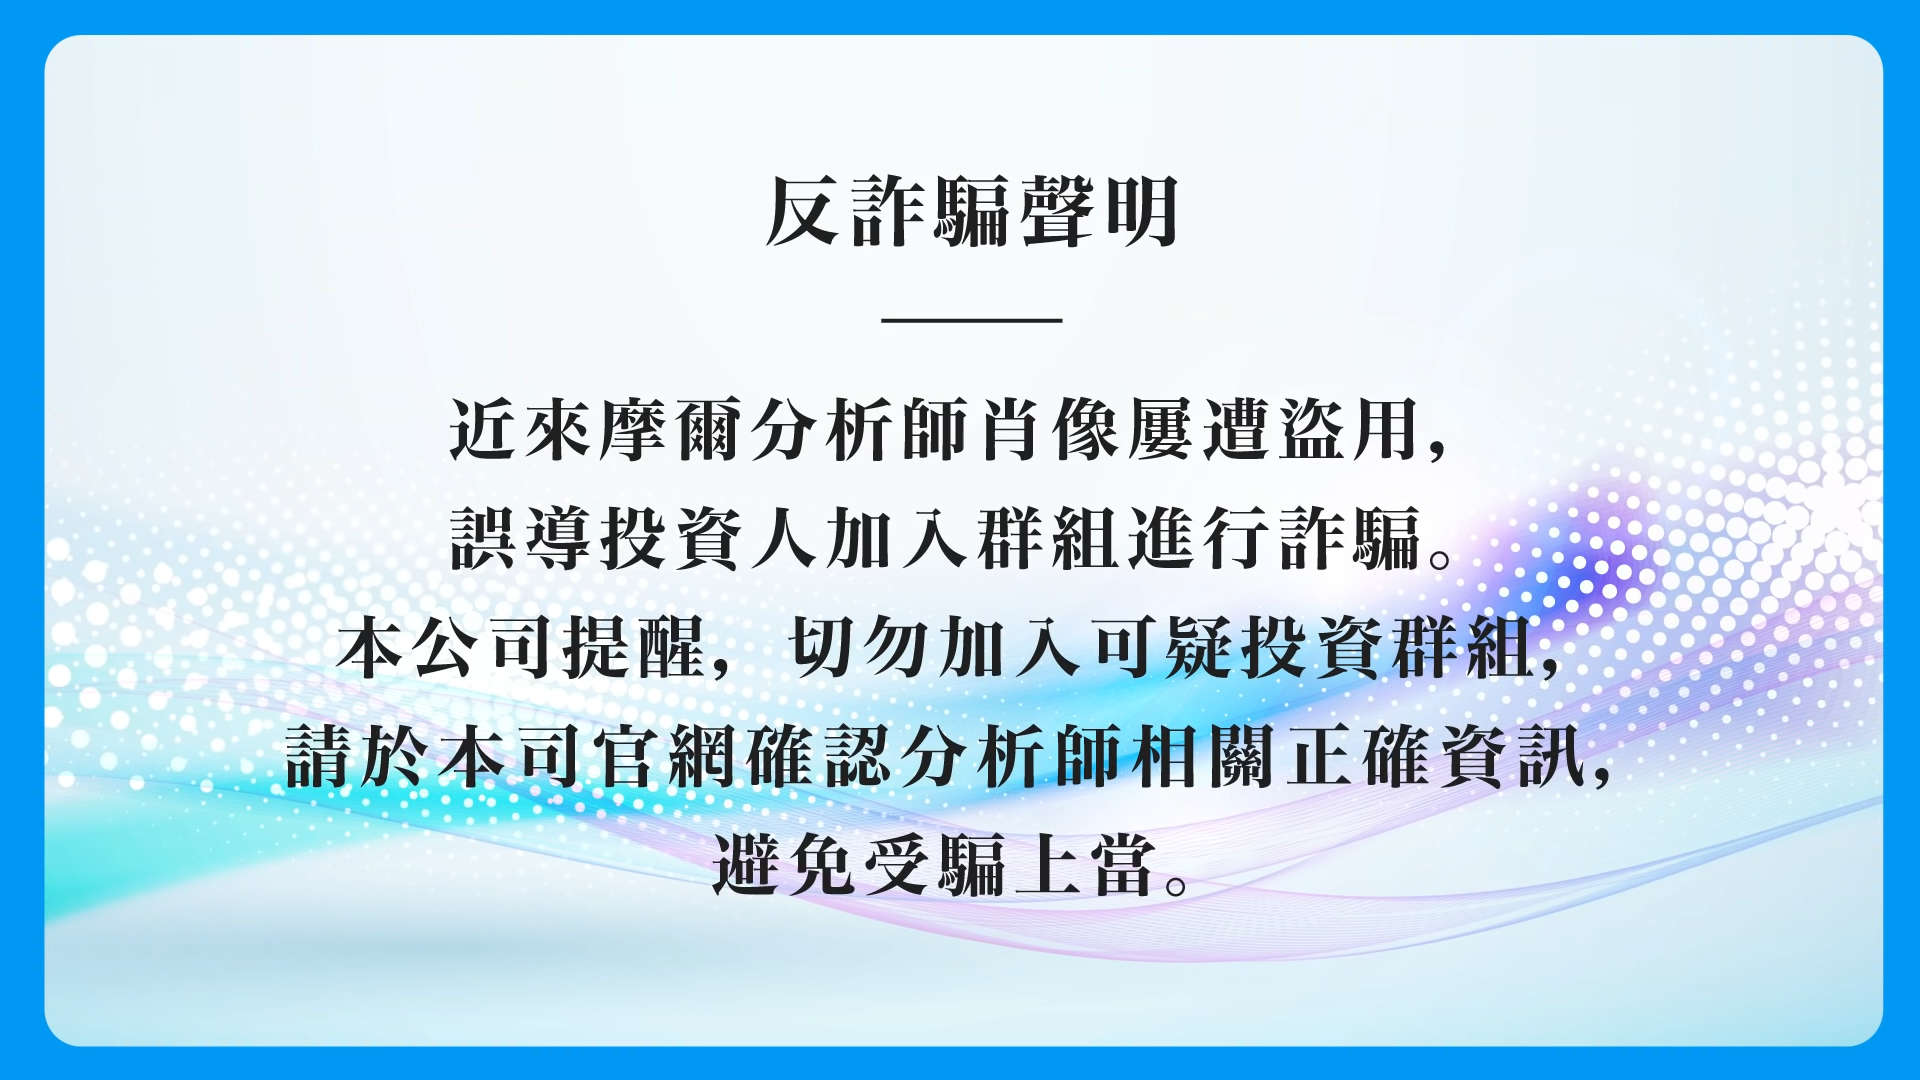 反詐騙聲明
近來摩爾分析師肖像屢遭盜用，
誤導投資人加入群組進行詐騙。
本公司提醒，切勿加入可疑投資群組，
請於本司官網確認分析師相關正確資訊，
避免受騙上當。